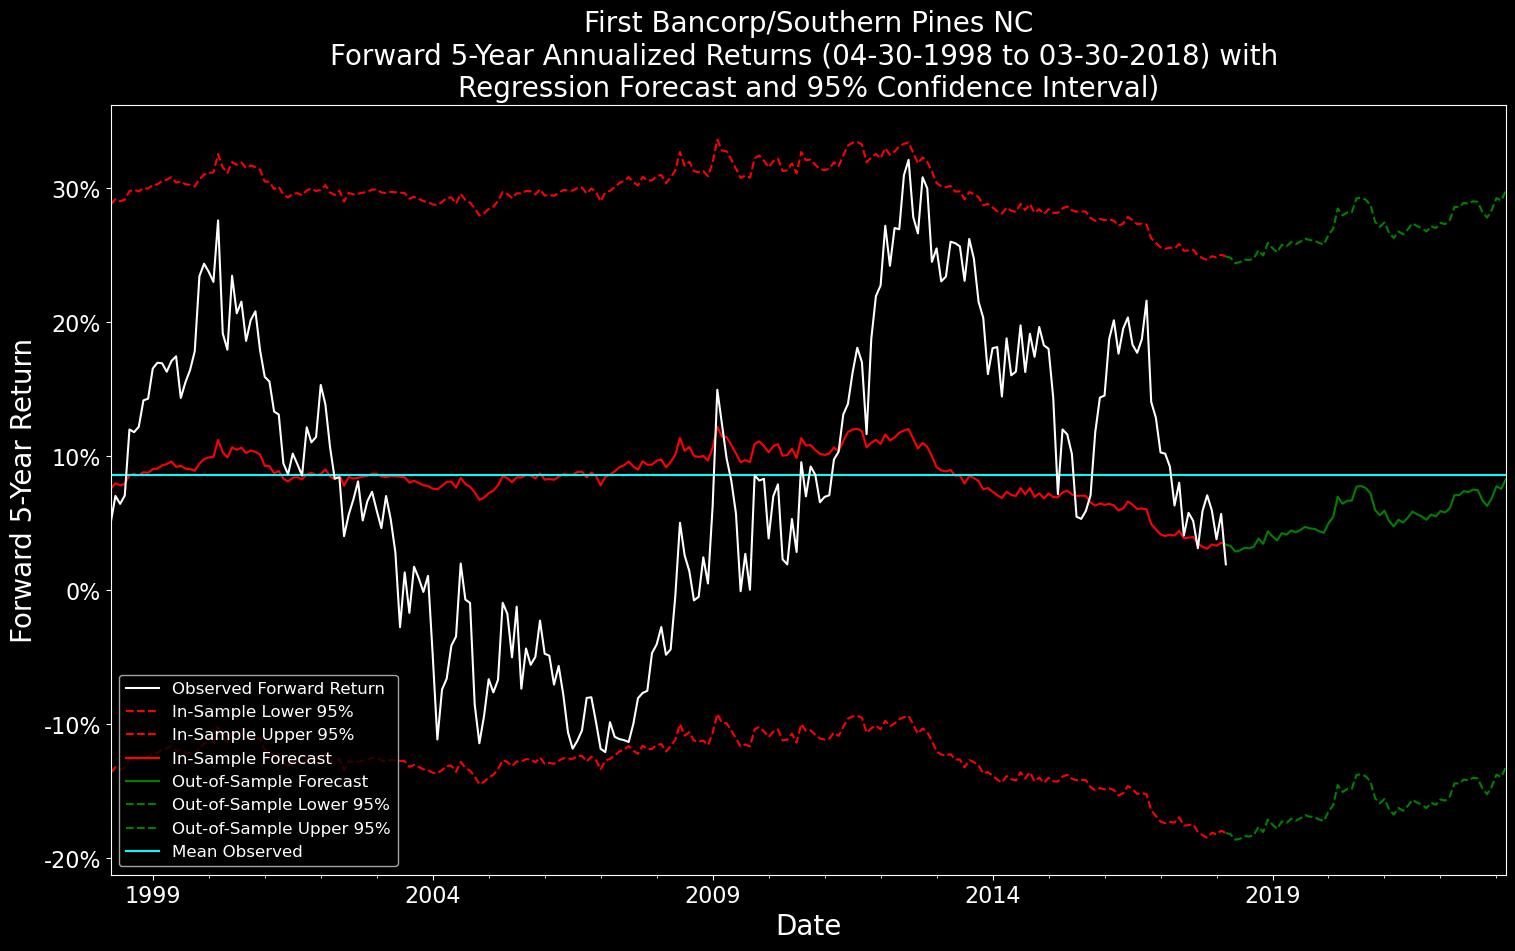 First Bancorp/Southern Pines NC
Forward 5-Year Annualized Returns (04-30-1998 to 03-30-2018) with
Regression Forecast and 95% Confidence Interval)
Forward 5-Year Return
30%
20%
10%
0%
-10%
-20%
Observed Forward Return
In-Sample Lower 95%
In-Sample Upper 95%
In-Sample Forecast
Out-of-Sample Forecast
Out-of-Sample Lower 95%
Out-of-Sample Upper 95%
Mean Observed
1999
2004
2009
2014
2019
Date